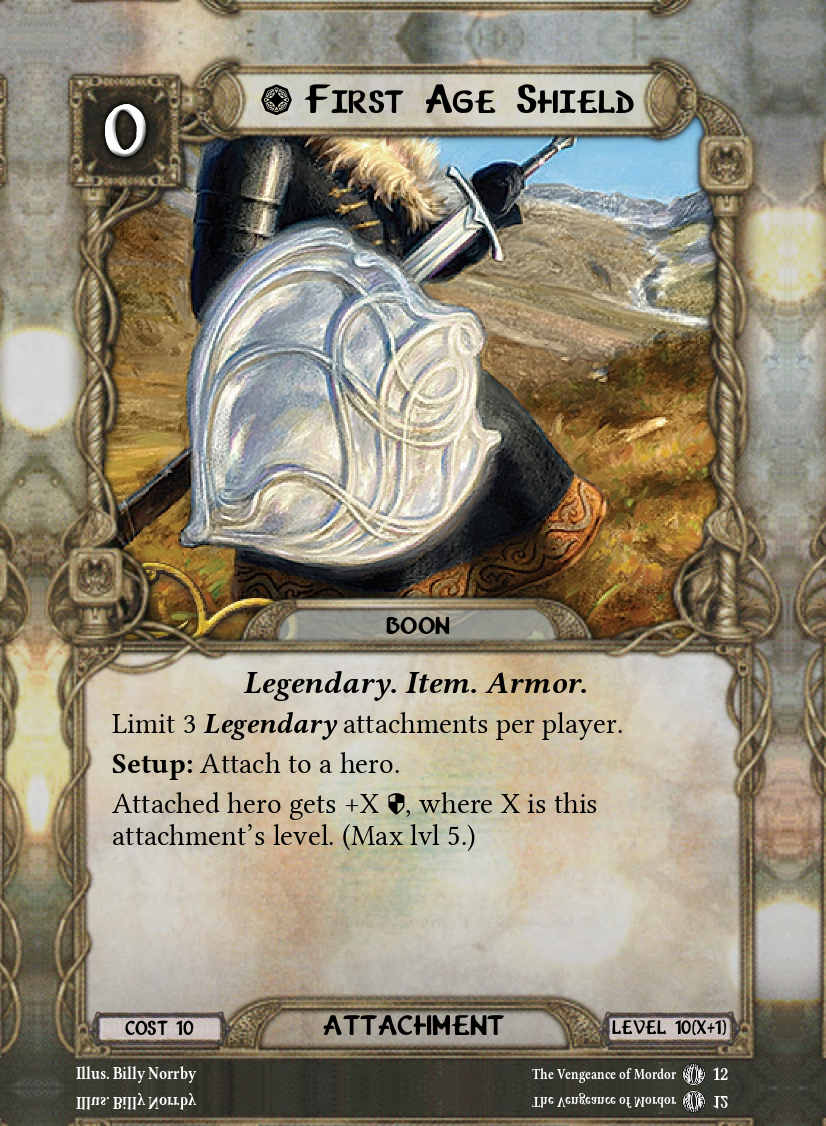 0
First Age Shield
BOON
Legendary. Item. Armor.
Limit 3 Legendary attachments per player.
Setup: Attach to a hero.
Attached hero gets +X , where X is this
attachment's level. (Max lvl 5.)
COST 10
ATTACHMENT
LEVEL 10(X+1)
Illus. Billy Norrby
The Vengeance of Mordor 12
Illus. Billy Norrby
The Vengeance of Mordor 12